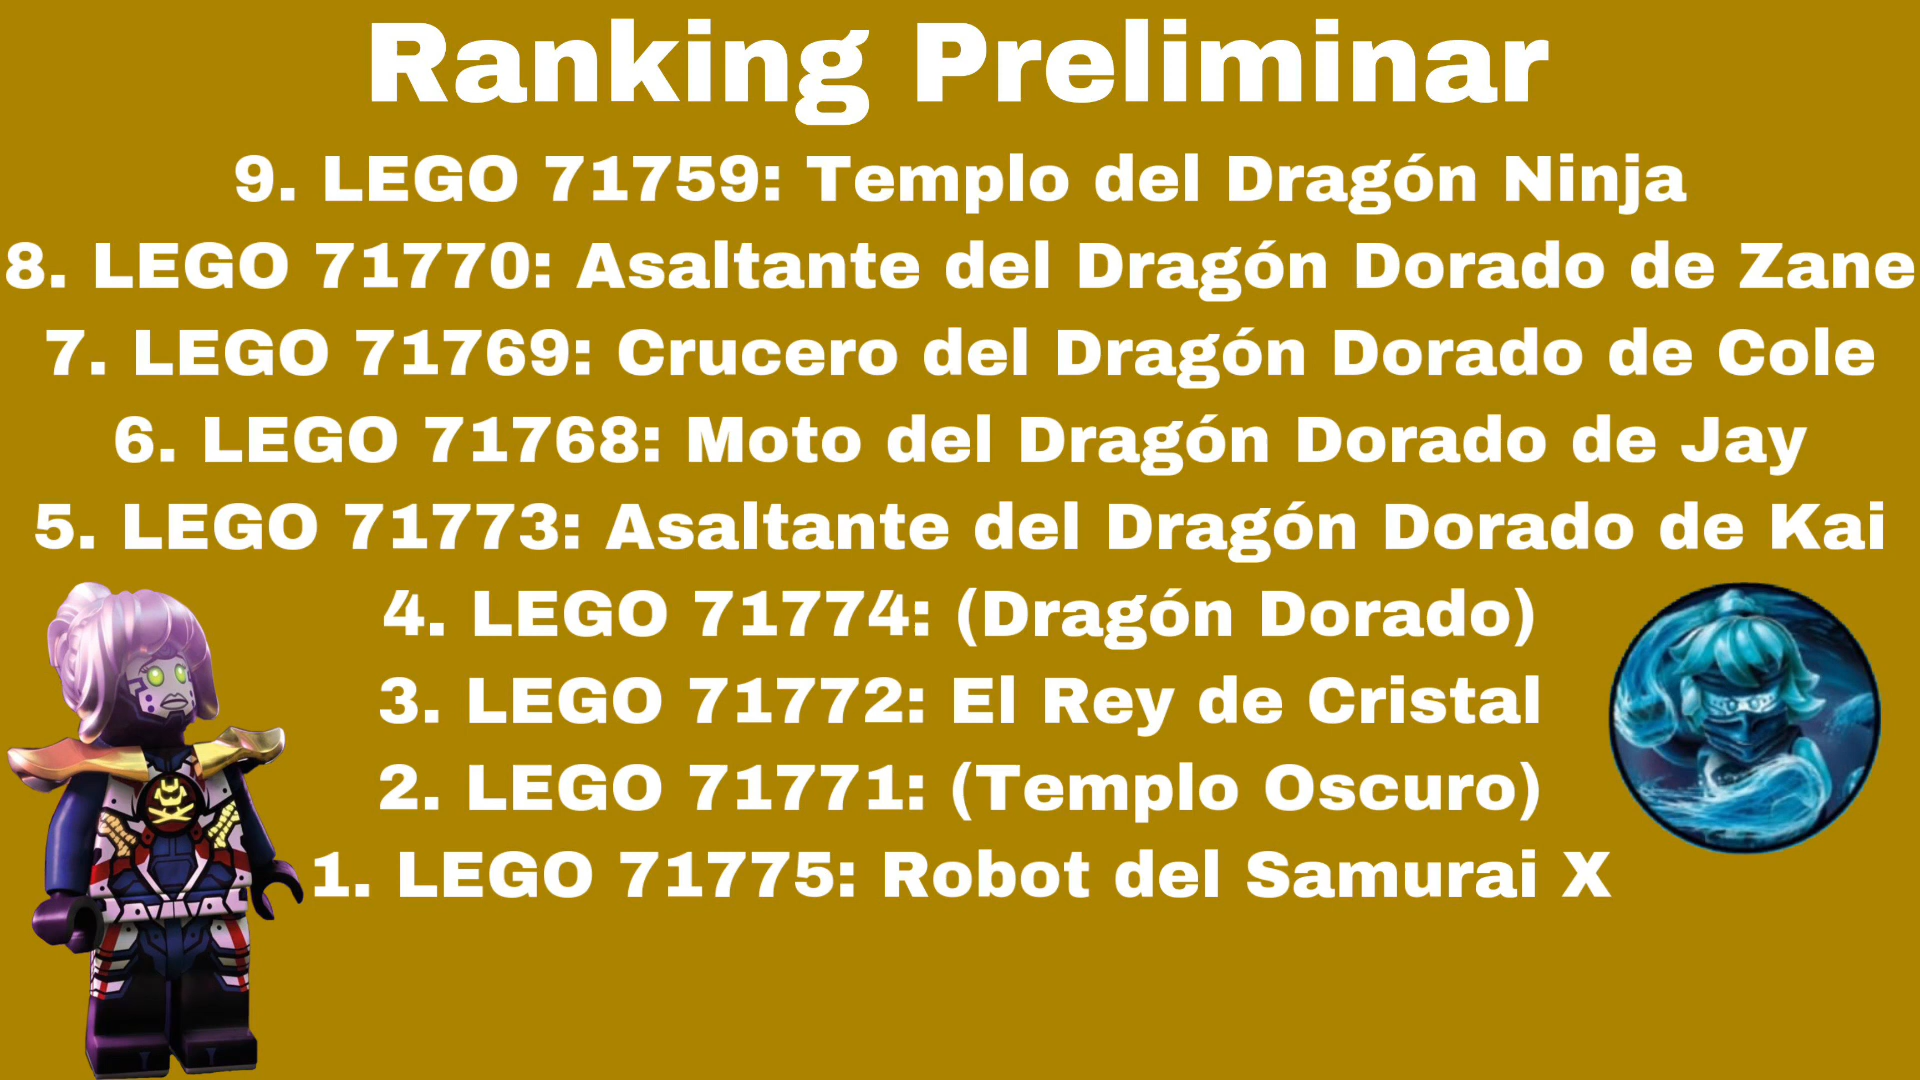 Ranking Preliminar
9. LEGO 71759: Templo del Dragón Ninja
8. LEGO 71770: Asaltante del Dragón Dorado de Zane
7. LEGO 71769: Crucero del Dragón Dorado de Cole
6. LEGO 71768: Moto del Dragón Dorado de Jay
5. LEGO 71773: Asaltante del Dragón Dorado de Kai
4. LEGO 71774: (Dragón Dorado)
3. LEGO 71772: El Rey de Cristal
2. LEGO 71771: (Templo Oscuro)
1. LEGO 71775: Robot del Samurai X